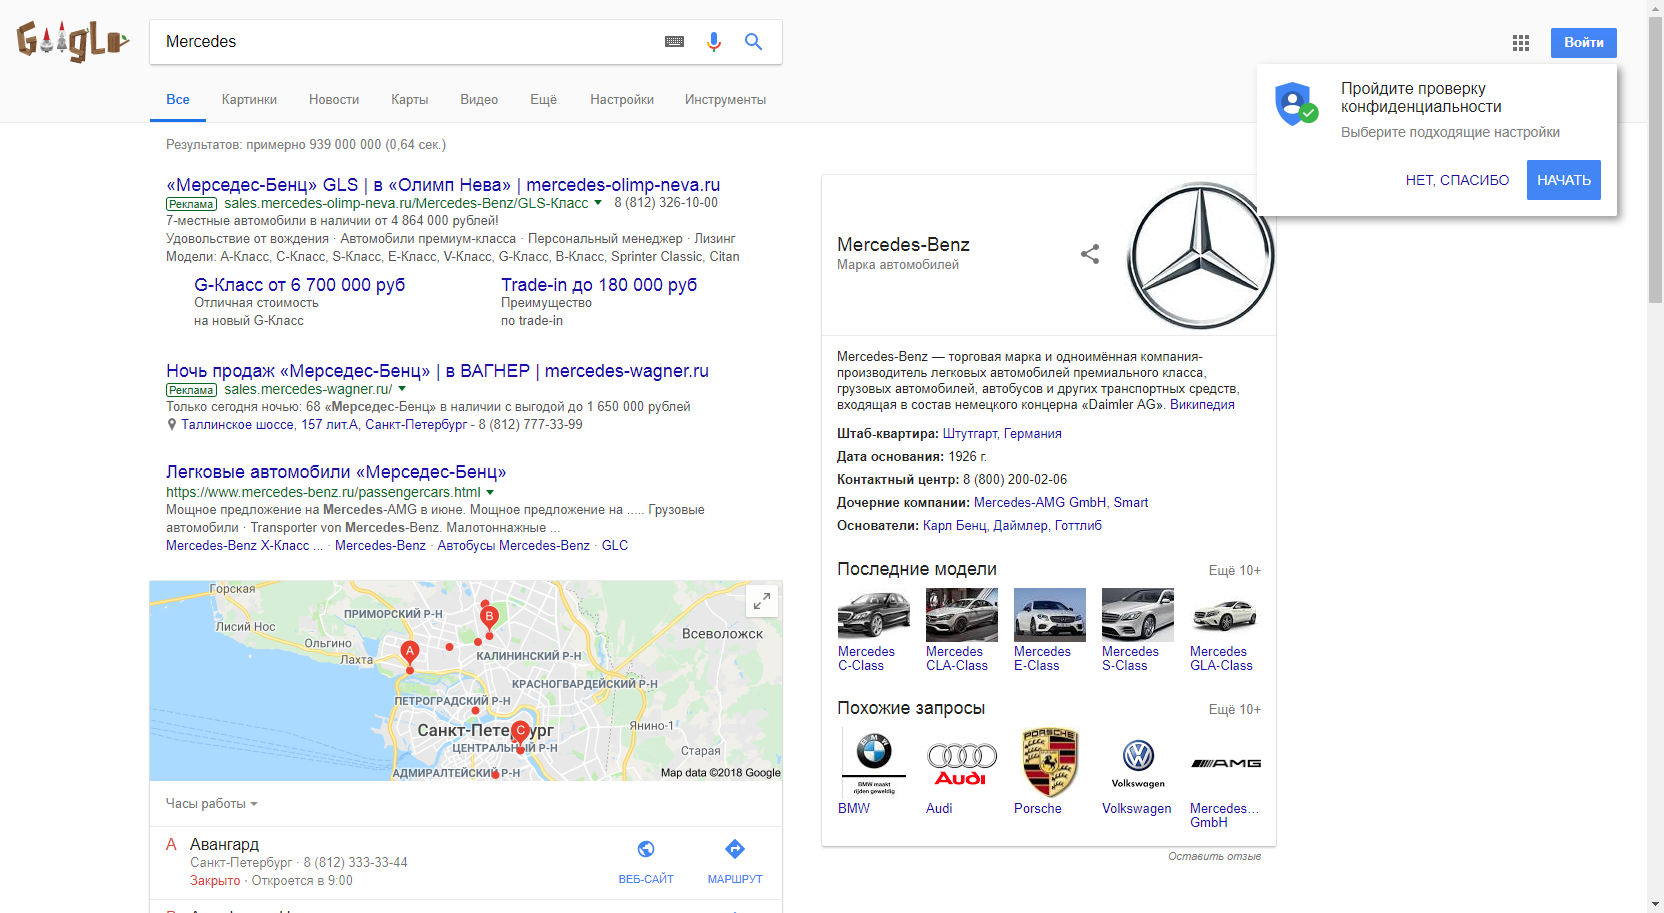 Google
Mercedes
Войти
Все
Картинки
Новости
Карты
Видео
Ещё
Настройки
Инструменты
Пройдите проверку
конфиденциальности
Выберите подходящие настройки
НЕТ, СПАСИБО
НАЧАТЬ
Результатов: примерно 939 000 000 (0,64 сек.)
«Мерседес-Бенц» GLS | в «Олимп Нева» | mercedes-olimp-neva.ru
Реклама sales.mercedes-olimp-neva.ru/Mercedes-Benz/GLS-Класс 8 (812) 326-10-00
7-местные автомобили в наличии от 4 864 000 рублей!
Удовольствие от вождения · Автомобили премиум-класса · Персональный менеджер · Лизинг
Модели: A-Класс, C-Класс, S-Класс, E-Класс, V-Класс, G-Класс, B-Класс, Sprinter Classic, Citan
G-Класс от 6 700 000 руб
Отличная стоимость
на новый G-Класс
Trade-in до 180 000 руб
Преимущество
по trade-in
Ночь продаж «Мерседес-Бенц» | в ВАГНЕР | mercedes-wagner.ru
Реклама sales.mercedes-wagner.ru/
Только сегодня ночью: 68 «Мерседес-Бенц» в наличии с выгодой до 1 650 000 рублей
Таллинское шоссе, 157 лит.А, Санкт-Петербург - 8 (812) 777-33-99
Легковые автомобили «Мерседес-Бенц»
https://www.mercedes-benz.ru/passengercars.html
Мощное предложение на Mercedes-AMG в июне. Мощное предложение на ..... Грузовые
автомобили · Transporter von Mercedes-Benz. Малотоннажные ...
Mercedes-Benz X-Класс ... · Mercedes-Benz · Автобусы Mercedes-Benz · GLC
Горская
ПРИМОРСКИЙ Р-Н
Лисий Нос
Ольгино
Лахта
B
A
Всеволожск
КАЛИНИНСКИЙ Р-Н
КРАСНОГВАРДЕЙСКИЙ Р-Н
ПЕТРОГРАДСКИЙ Р-Н
Санкт-Петербург
C
Янино-1
ЦЕНТРАЛЬНЫЙ Р-Н
Старая
АДМИРАЛТЕЙСКИЙ Р-Н
Map data ©2018 Google
Часы работы
A Авангард
Санкт-Петербург · 8 (812) 333-33-44
Закрыто · Откроется в 9:00
ВЕБ-САЙТ
МАРШРУТ
Mercedes-Benz
Марка автомобилей
Mercedes-Benz — торговая марка и одноимённая компания-
производитель легковых автомобилей премиального класса,
грузовых автомобилей, автобусов и других транспортных средств,
входящая в состав немецкого концерна «Daimler AG». Википедия
Штаб-квартира: Штутгарт, Германия
Дата основания: 1926 г.
Контактный центр: 8 (800) 200-02-06
Дочерние компании: Mercedes-AMG GmbH, Smart
Основатели: Карл Бенц, Даймлер, Готтлиб
Последние модели
Ещё 10+
Mercedes
C-Class
Mercedes
CLA-Class
Mercedes
E-Class
Mercedes
S-Class
Mercedes
GLA-Class
Похожие запросы
Ещё 10+
BMW
BMW maakt
rijden geweldig
Audi
PORSCHE
Volkswagen
AMG
BMW
Audi
Porsche
Volkswagen
Mercedes...
GmbH
Оставить отзыв